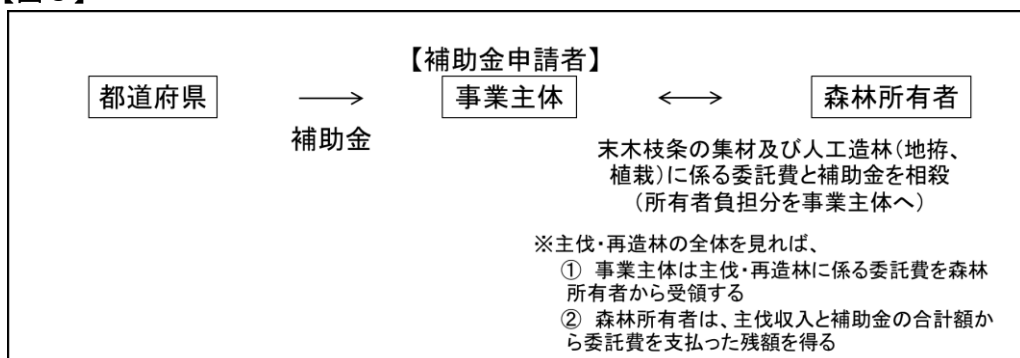 【補助金申請者】
都道府県 → 事業主体 ↔ 森林所有者
補助金
末木枝条の集材及び人工造林(地拵、
植栽)に係る委託費と補助金を相殺
(所有者負担分を事業主体へ)
※主伐・再造林の全体を見れば、
① 事業主体は主伐・再造林に係る委託費を森林
所有者から受領する
② 森林所有者は、主伐収入と補助金の合計額か
ら委託費を支払った残額を得る